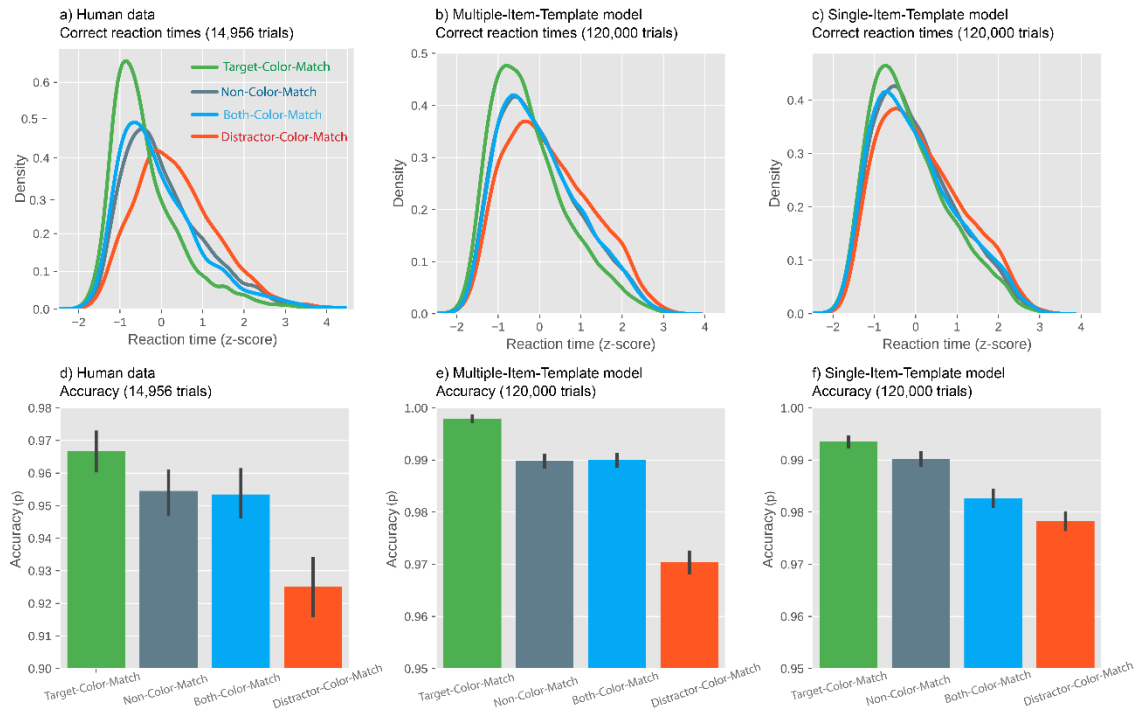 a) Human data
Correct reaction times (14,956 trials)
0.6
0.5
0.4
0.3
0.2
0.1
0.0
Density
Target-Color-Match
Non-Color-Match
Both-Color-Match
Distractor-Color-Match
−2 −1 0 1 2 3 4
Reaction time (z-score)
b) Multiple-Item-Template model
Correct reaction times (120,000 trials)
0.5
0.4
0.3
0.2
0.1
0.0
Density
−2 −1 0 1 2 3 4
Reaction time (z-score)
c) Single-Item-Template model
Correct reaction times (120,000 trials)
0.4
0.3
0.2
0.1
0.0
Density
−2 −1 0 1 2 3 4
Reaction time (z-score)
d) Human data
Accuracy (14,956 trials)
0.98
0.97
0.96
0.95
0.94
0.93
0.92
0.91
0.90
Accuracy (p)
Target-Color-Match
Non-Color-Match
Both-Color-Match
Distractor-Color-Match
e) Multiple-Item-Template model
Accuracy (120,000 trials)
1.00
0.99
0.98
0.97
0.96
0.95
Accuracy (p)
Target-Color-Match
Non-Color-Match
Both-Color-Match
Distractor-Color-Match
f) Single-Item-Template model
Accuracy (120,000 trials)
1.00
0.99
0.98
0.97
0.96
0.95
Accuracy (p)
Target-Color-Match
Non-Color-Match
Both-Color-Match
Distractor-Color-Match